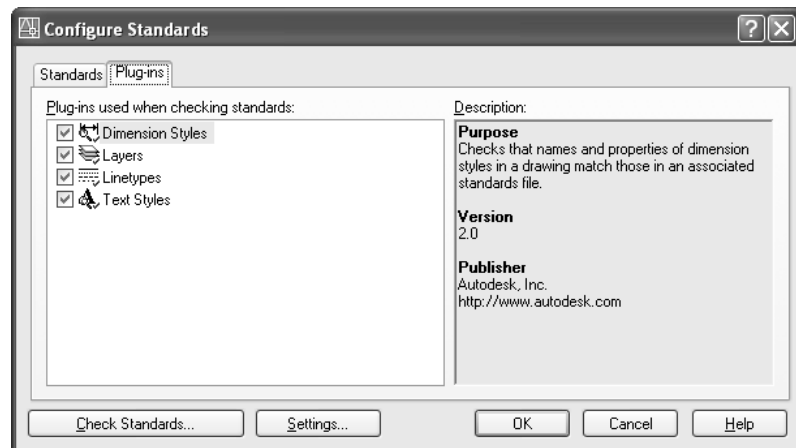 Configure Standards
Standards
Plug-ins
Plug-ins used when checking standards:
Dimension Styles
Layers
Linetypes
Text Styles
Description:
Purpose
Checks that names and properties of dimension
styles in a drawing match those in an associated
standards file.
Version
2.0
Publisher
Autodesk, Inc.
http://www.autodesk.com
Check Standards...
Settings...
OK
Cancel
Help